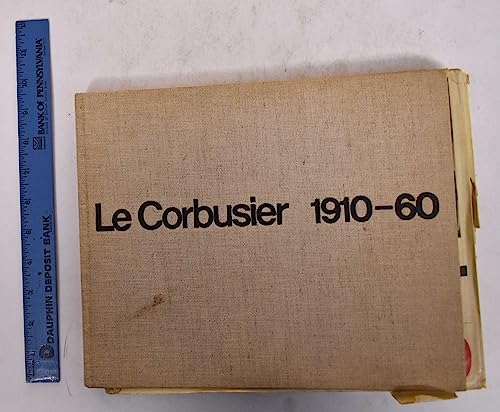 BANK OF PENNSYLVANIA
DAUPHIN DEPOSIT BANK
Le Corbusier 1910–60